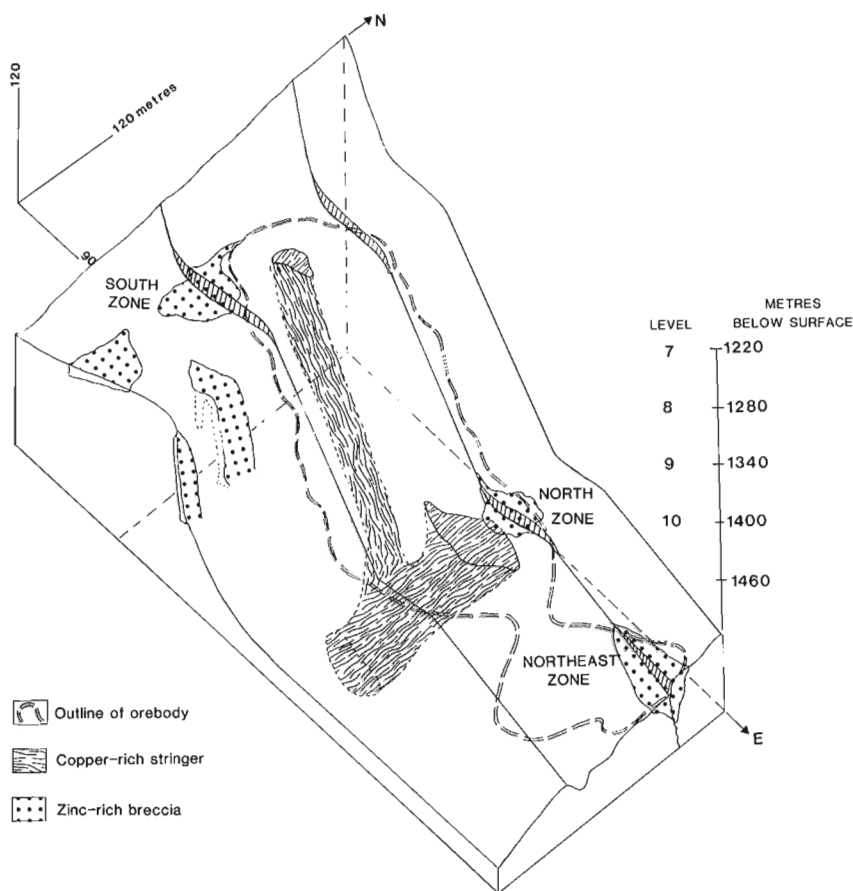 N
120
120 metres
90
SOUTH
ZONE
LEVEL
METRES
BELOW SURFACE
7
1220
8
1280
9
1340
10
1400
1460
NORTH
ZONE
NORTHEAST
ZONE
E
Outline of orebody
Copper-rich stringer
Zinc-rich breccia